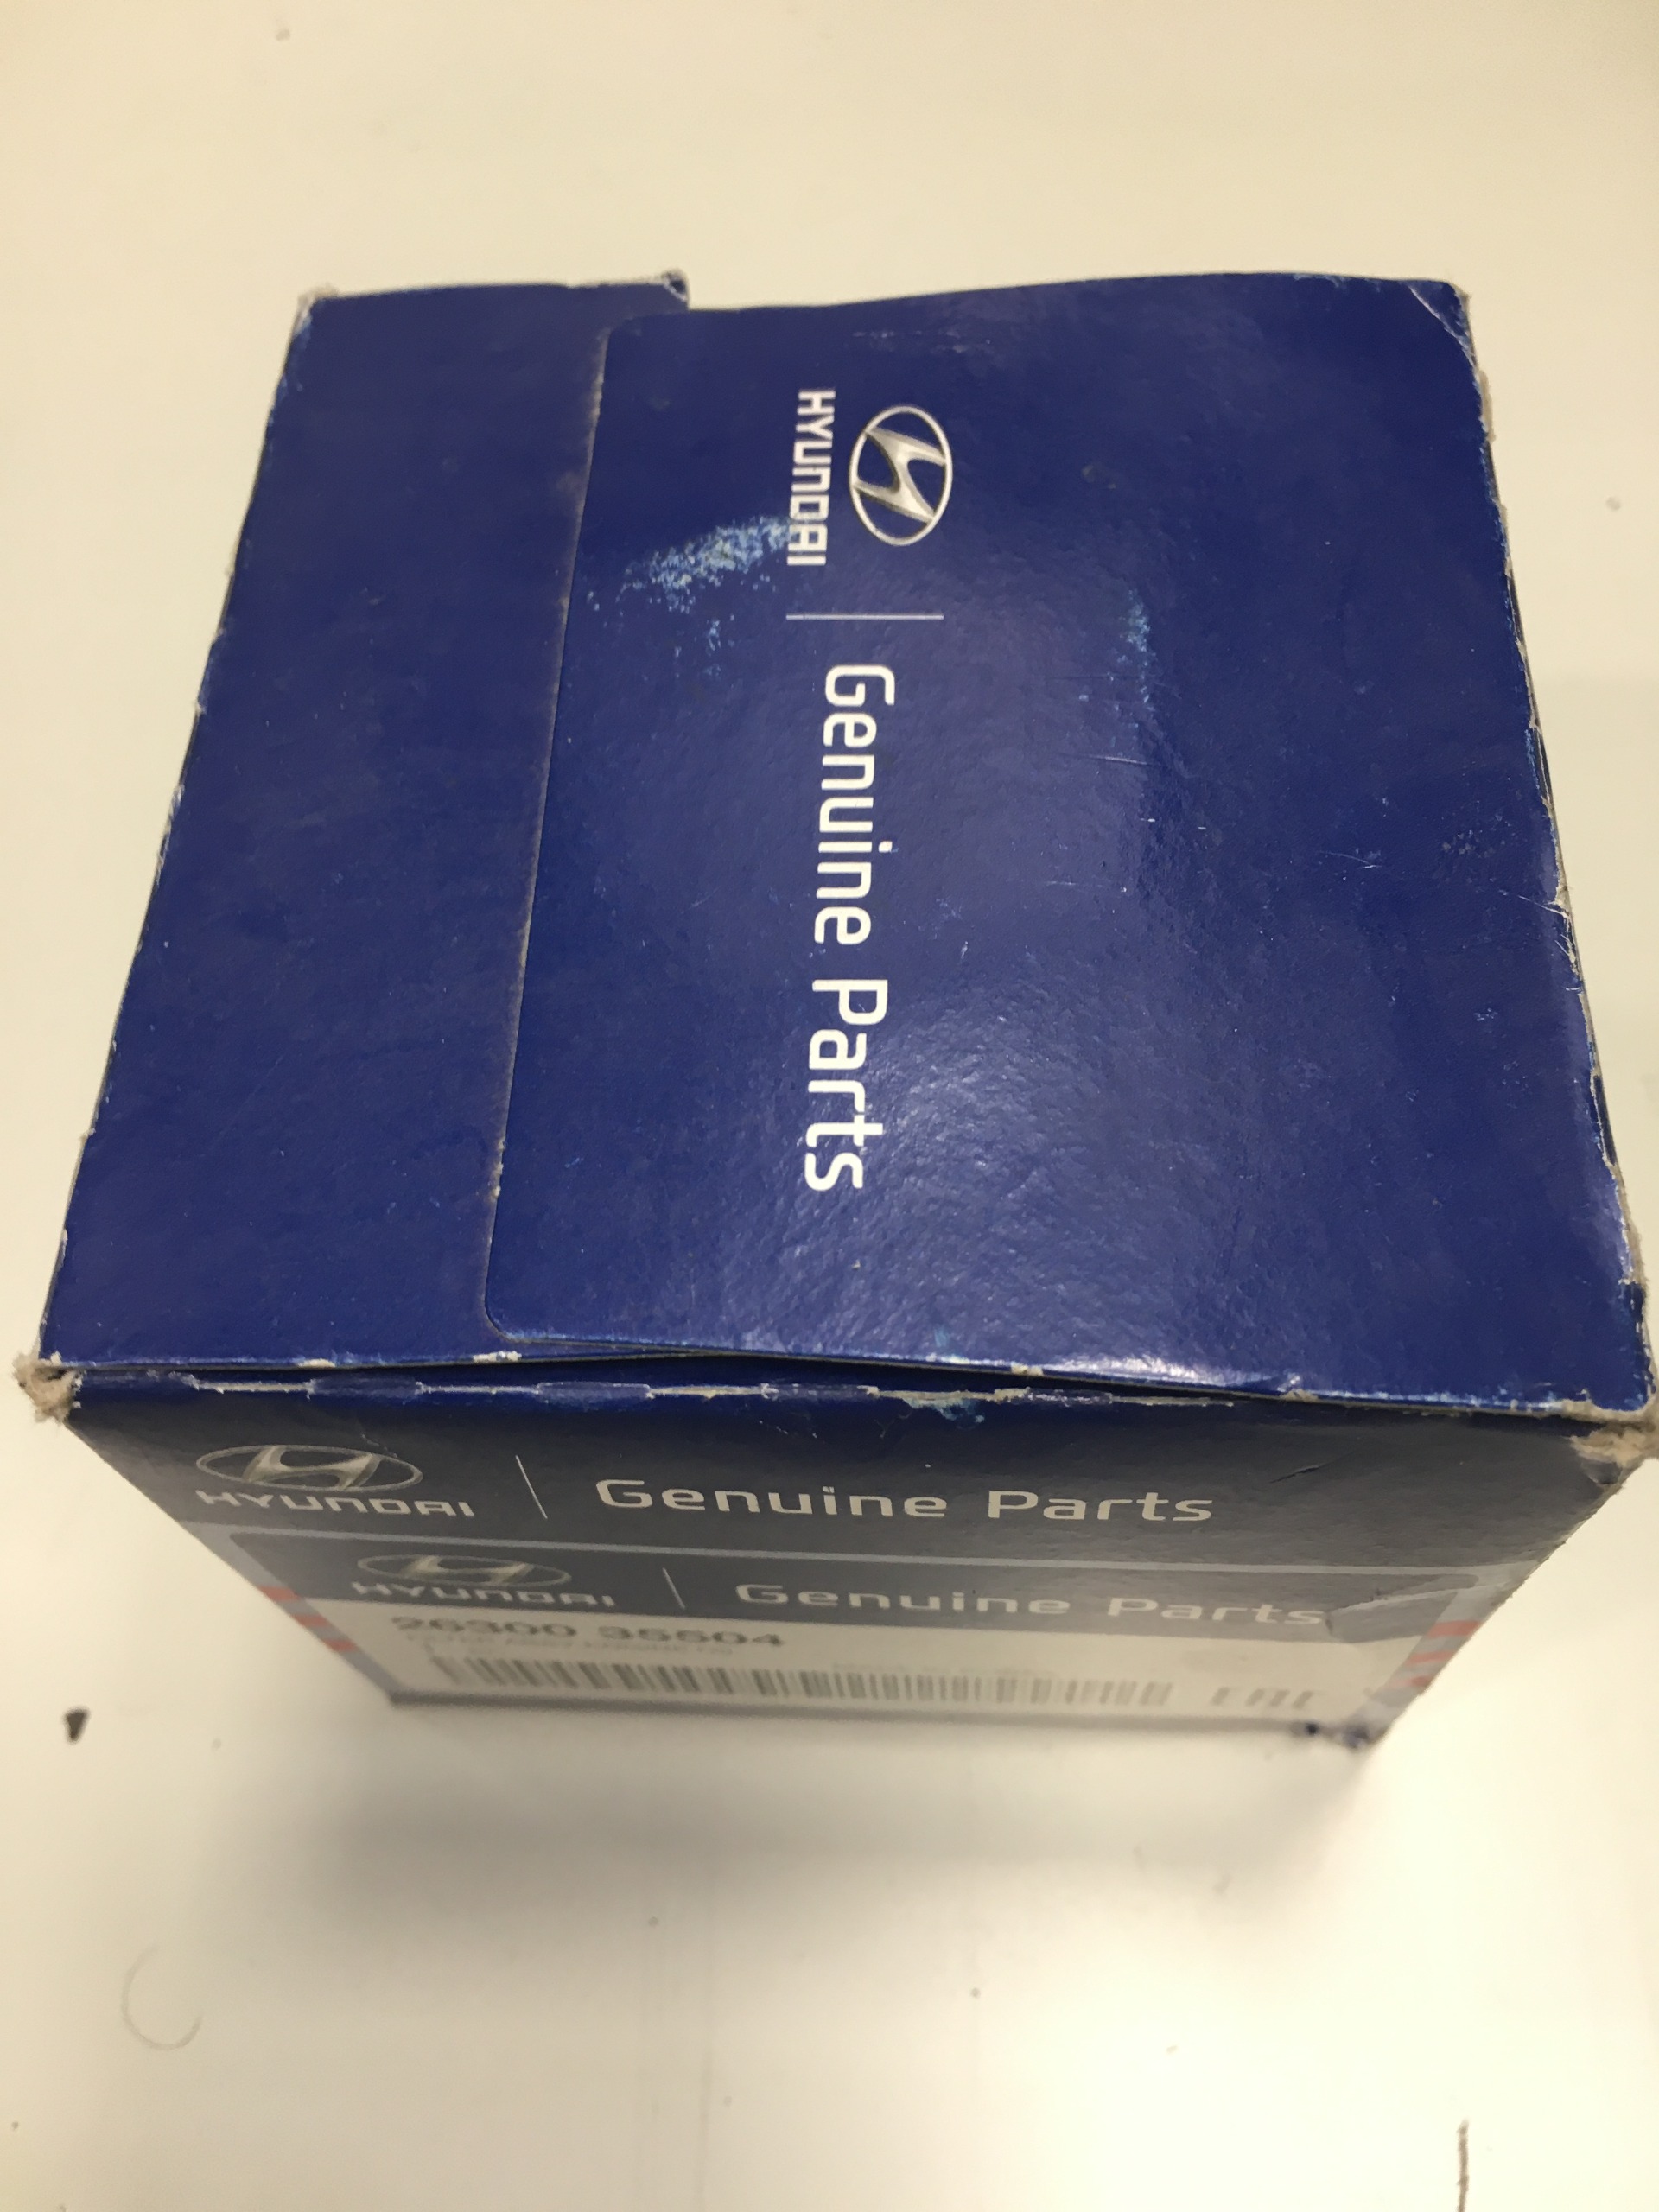 HYUNDAI | Genuine Parts
HYUNDAI | Genuine Parts
HYUNDAI | Genuine Parts
26300 35504